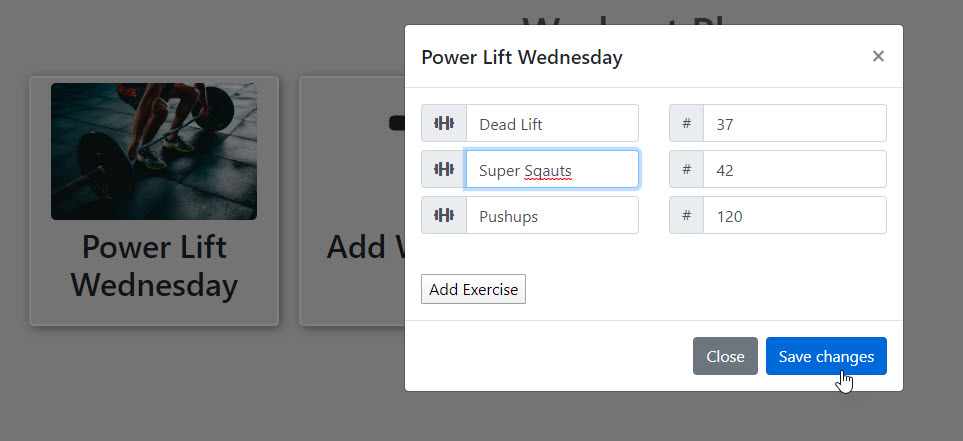 Power Lift Wednesday ×
Dead Lift # 37
Super Sqauts # 42
Pushups # 120
Add Exercise
Close Save changes
Power Lift
Wednesday
Add W